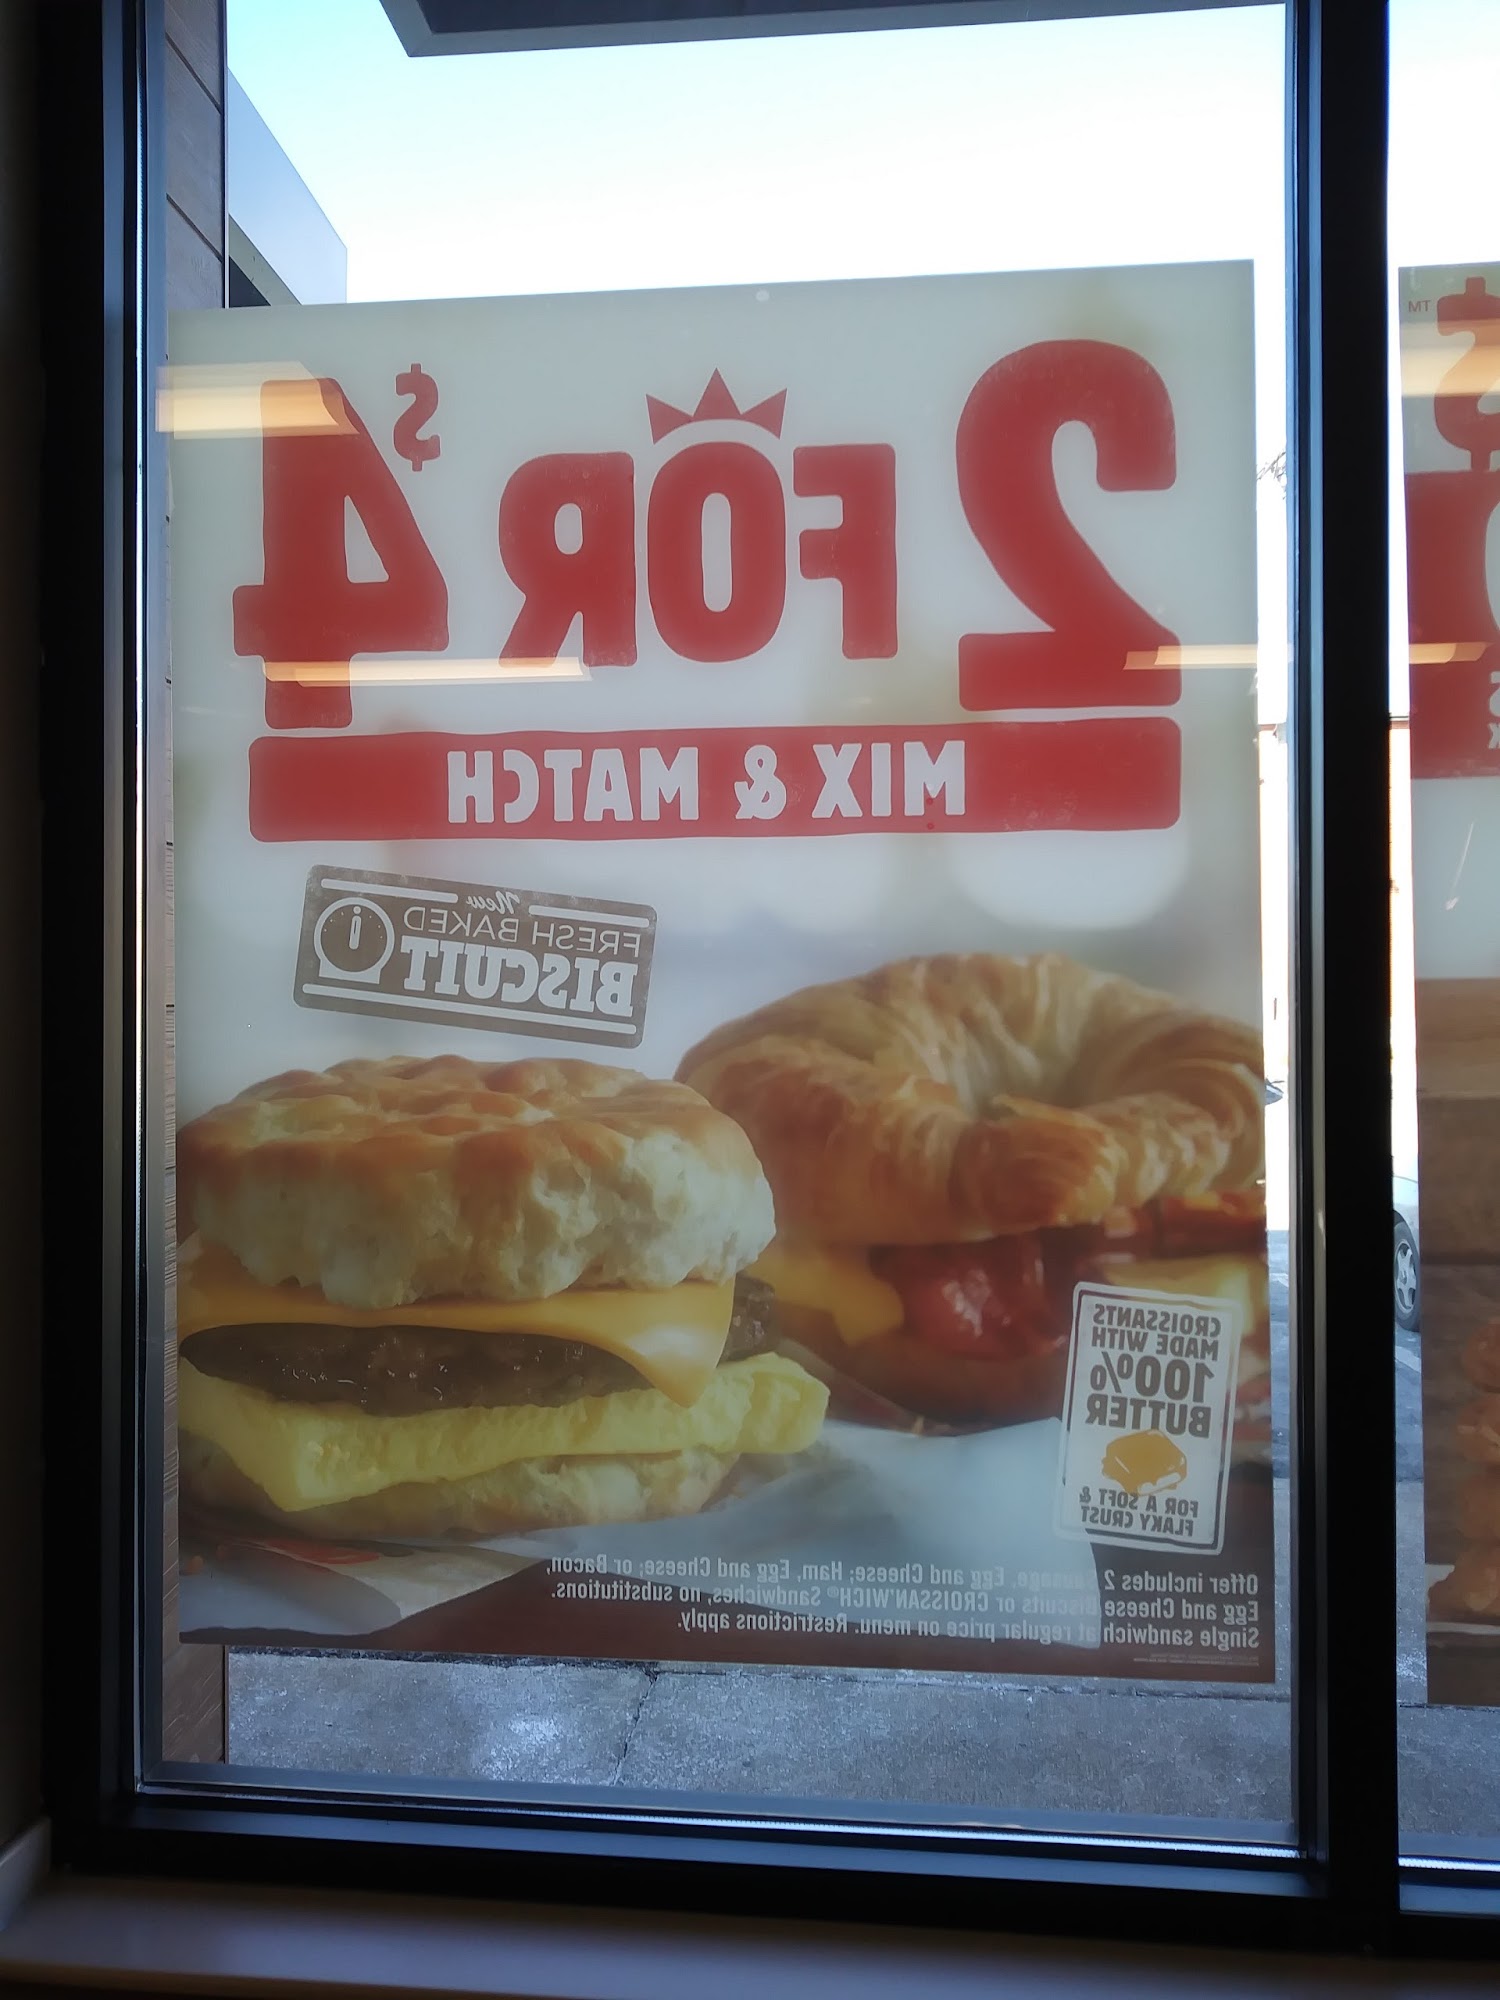 2 FOR $4
MIX & MATCH
New
FRESH BAKED
BISCUIT
CROISSANTS
MADE WITH
100%
BUTTER
FOR A SOFT &
FLAKY CRUST
Offer includes 2 Sausage, Egg and Cheese; Ham, Egg and Cheese; or Bacon,
Egg and Cheese Biscuits or CROISSAN'WICH® Sandwiches, no substitutions.
Single sandwich at regular price on menu. Restrictions apply.
$
TM